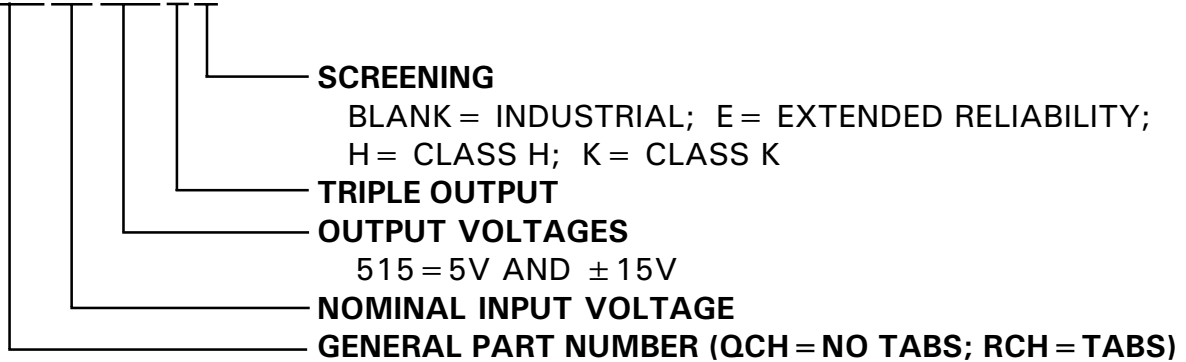 SCREENING
BLANK = INDUSTRIAL; E = EXTENDED RELIABILITY;
H = CLASS H; K = CLASS K
TRIPLE OUTPUT
OUTPUT VOLTAGES
515 = 5V AND ±15V
NOMINAL INPUT VOLTAGE
GENERAL PART NUMBER (QCH = NO TABS; RCH = TABS)